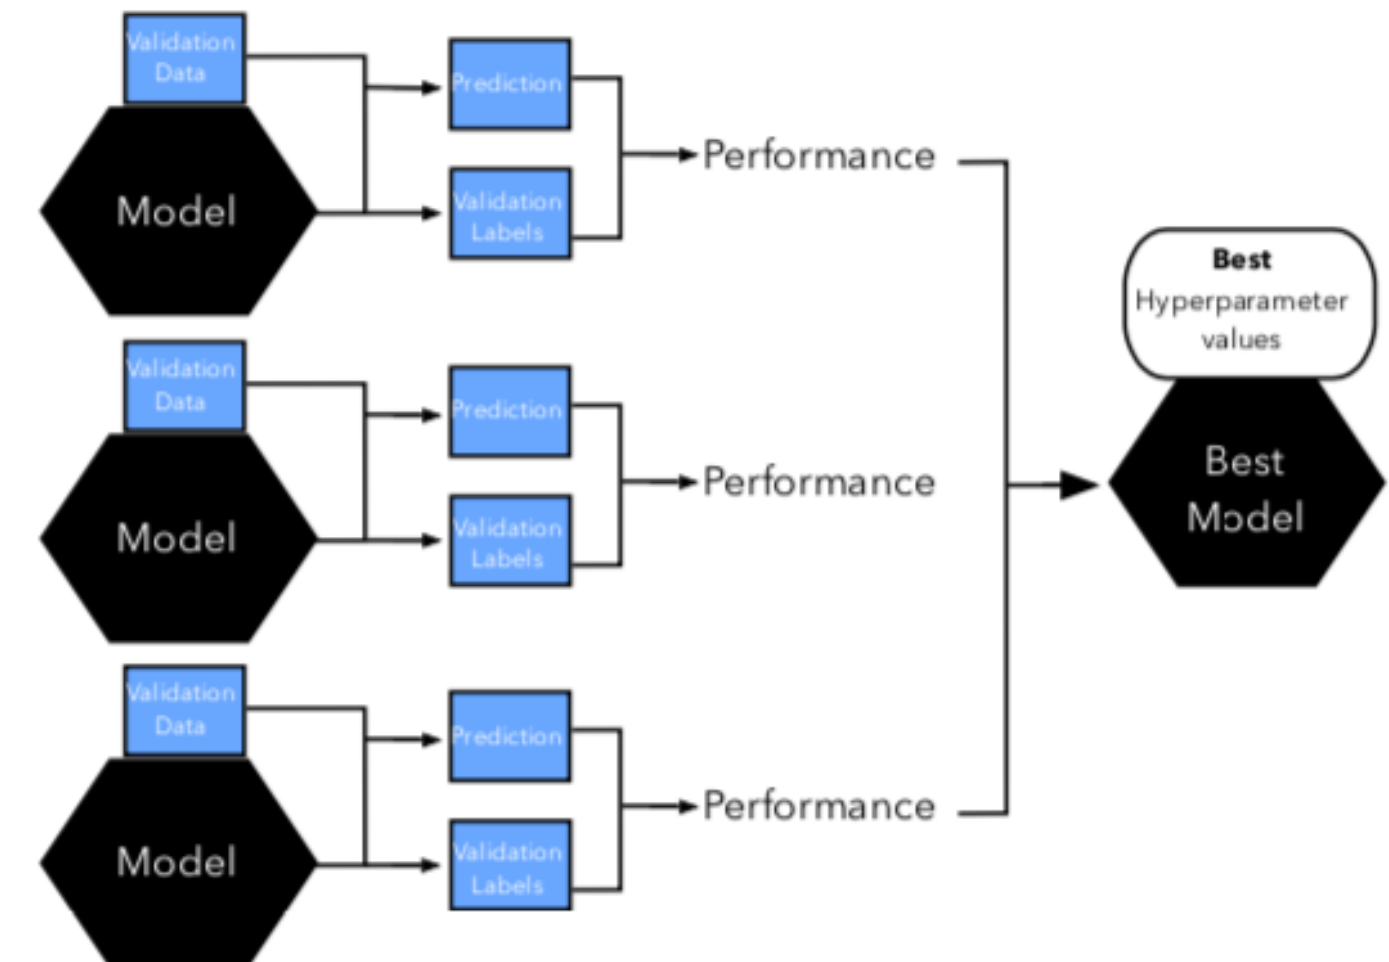 Validation
Data
Model
Prediction
Validation
Labels
Performance
Validation
Data
Model
Prediction
Validation
Labels
Performance
Validation
Data
Model
Prediction
Validation
Labels
Performance
Best
Hyperparameter
values
Best
Model